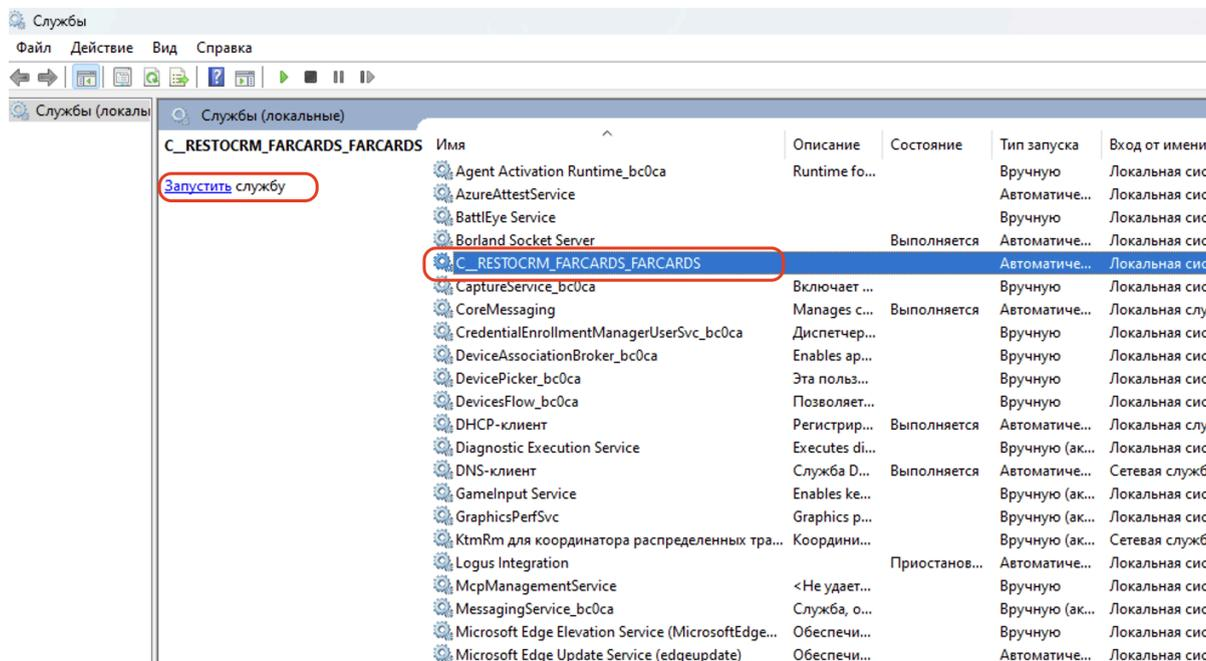 Службы
Файл Действие Вид Справка
Службы (локалы
Службы (локальные)
C__RESTOCRM_FARCARDS_FARCARDS
Запустить службу
Имя Описание Состояние Тип запуска Вход от имени
Agent Activation Runtime_bc0ca Runtime fo... Вручную Локальная сис
AzureAttestService Автоматиче... Локальная сис
BattlEye Service Вручную Локальная сис
Borland Socket Server Выполняется Автоматиче... Локальная сис
C__RESTOCRM_FARCARDS_FARCARDS Автоматиче... Локальная сис
CaptureService_bc0ca Включает ... Вручную Локальная сис
CoreMessaging Manages c... Выполняется Автоматиче... Локальная слу
CredentialEnrollmentManagerUserSvc_bc0ca Диспетчер... Вручную Локальная сис
DeviceAssociationBroker_bc0ca Enables ap... Вручную Локальная сис
DevicePicker_bc0ca Эта польз... Вручную Локальная сис
DevicesFlow_bc0ca Позволяет... Вручную Локальная сис
DHCP-клиент Регистрир... Выполняется Автоматиче... Локальная слу
Diagnostic Execution Service Executes di... Вручную (ак... Локальная сис
DNS-клиент Служба D... Выполняется Автоматиче... Сетевая служб
GameInput Service Enables ke... Вручную (ак... Локальная сис
GraphicsPerfSvc Graphics p... Вручную (ак... Локальная сис
KtmRm для координатора распределенных тра... Координи... Вручную (ак... Сетевая служб
Logus Integration Приостанов... Автоматиче... Локальная сис
McpManagementService <Не удает... Вручную Локальная сис
MessagingService_bc0ca Служба, о... Вручную (ак... Локальная сис
Microsoft Edge Elevation Service (MicrosoftEdge... Обеспечи... Вручную Локальная сис
Microsoft Edge Update Service (edgeupdate) Обеспечи... Автоматиче... Локальная сис